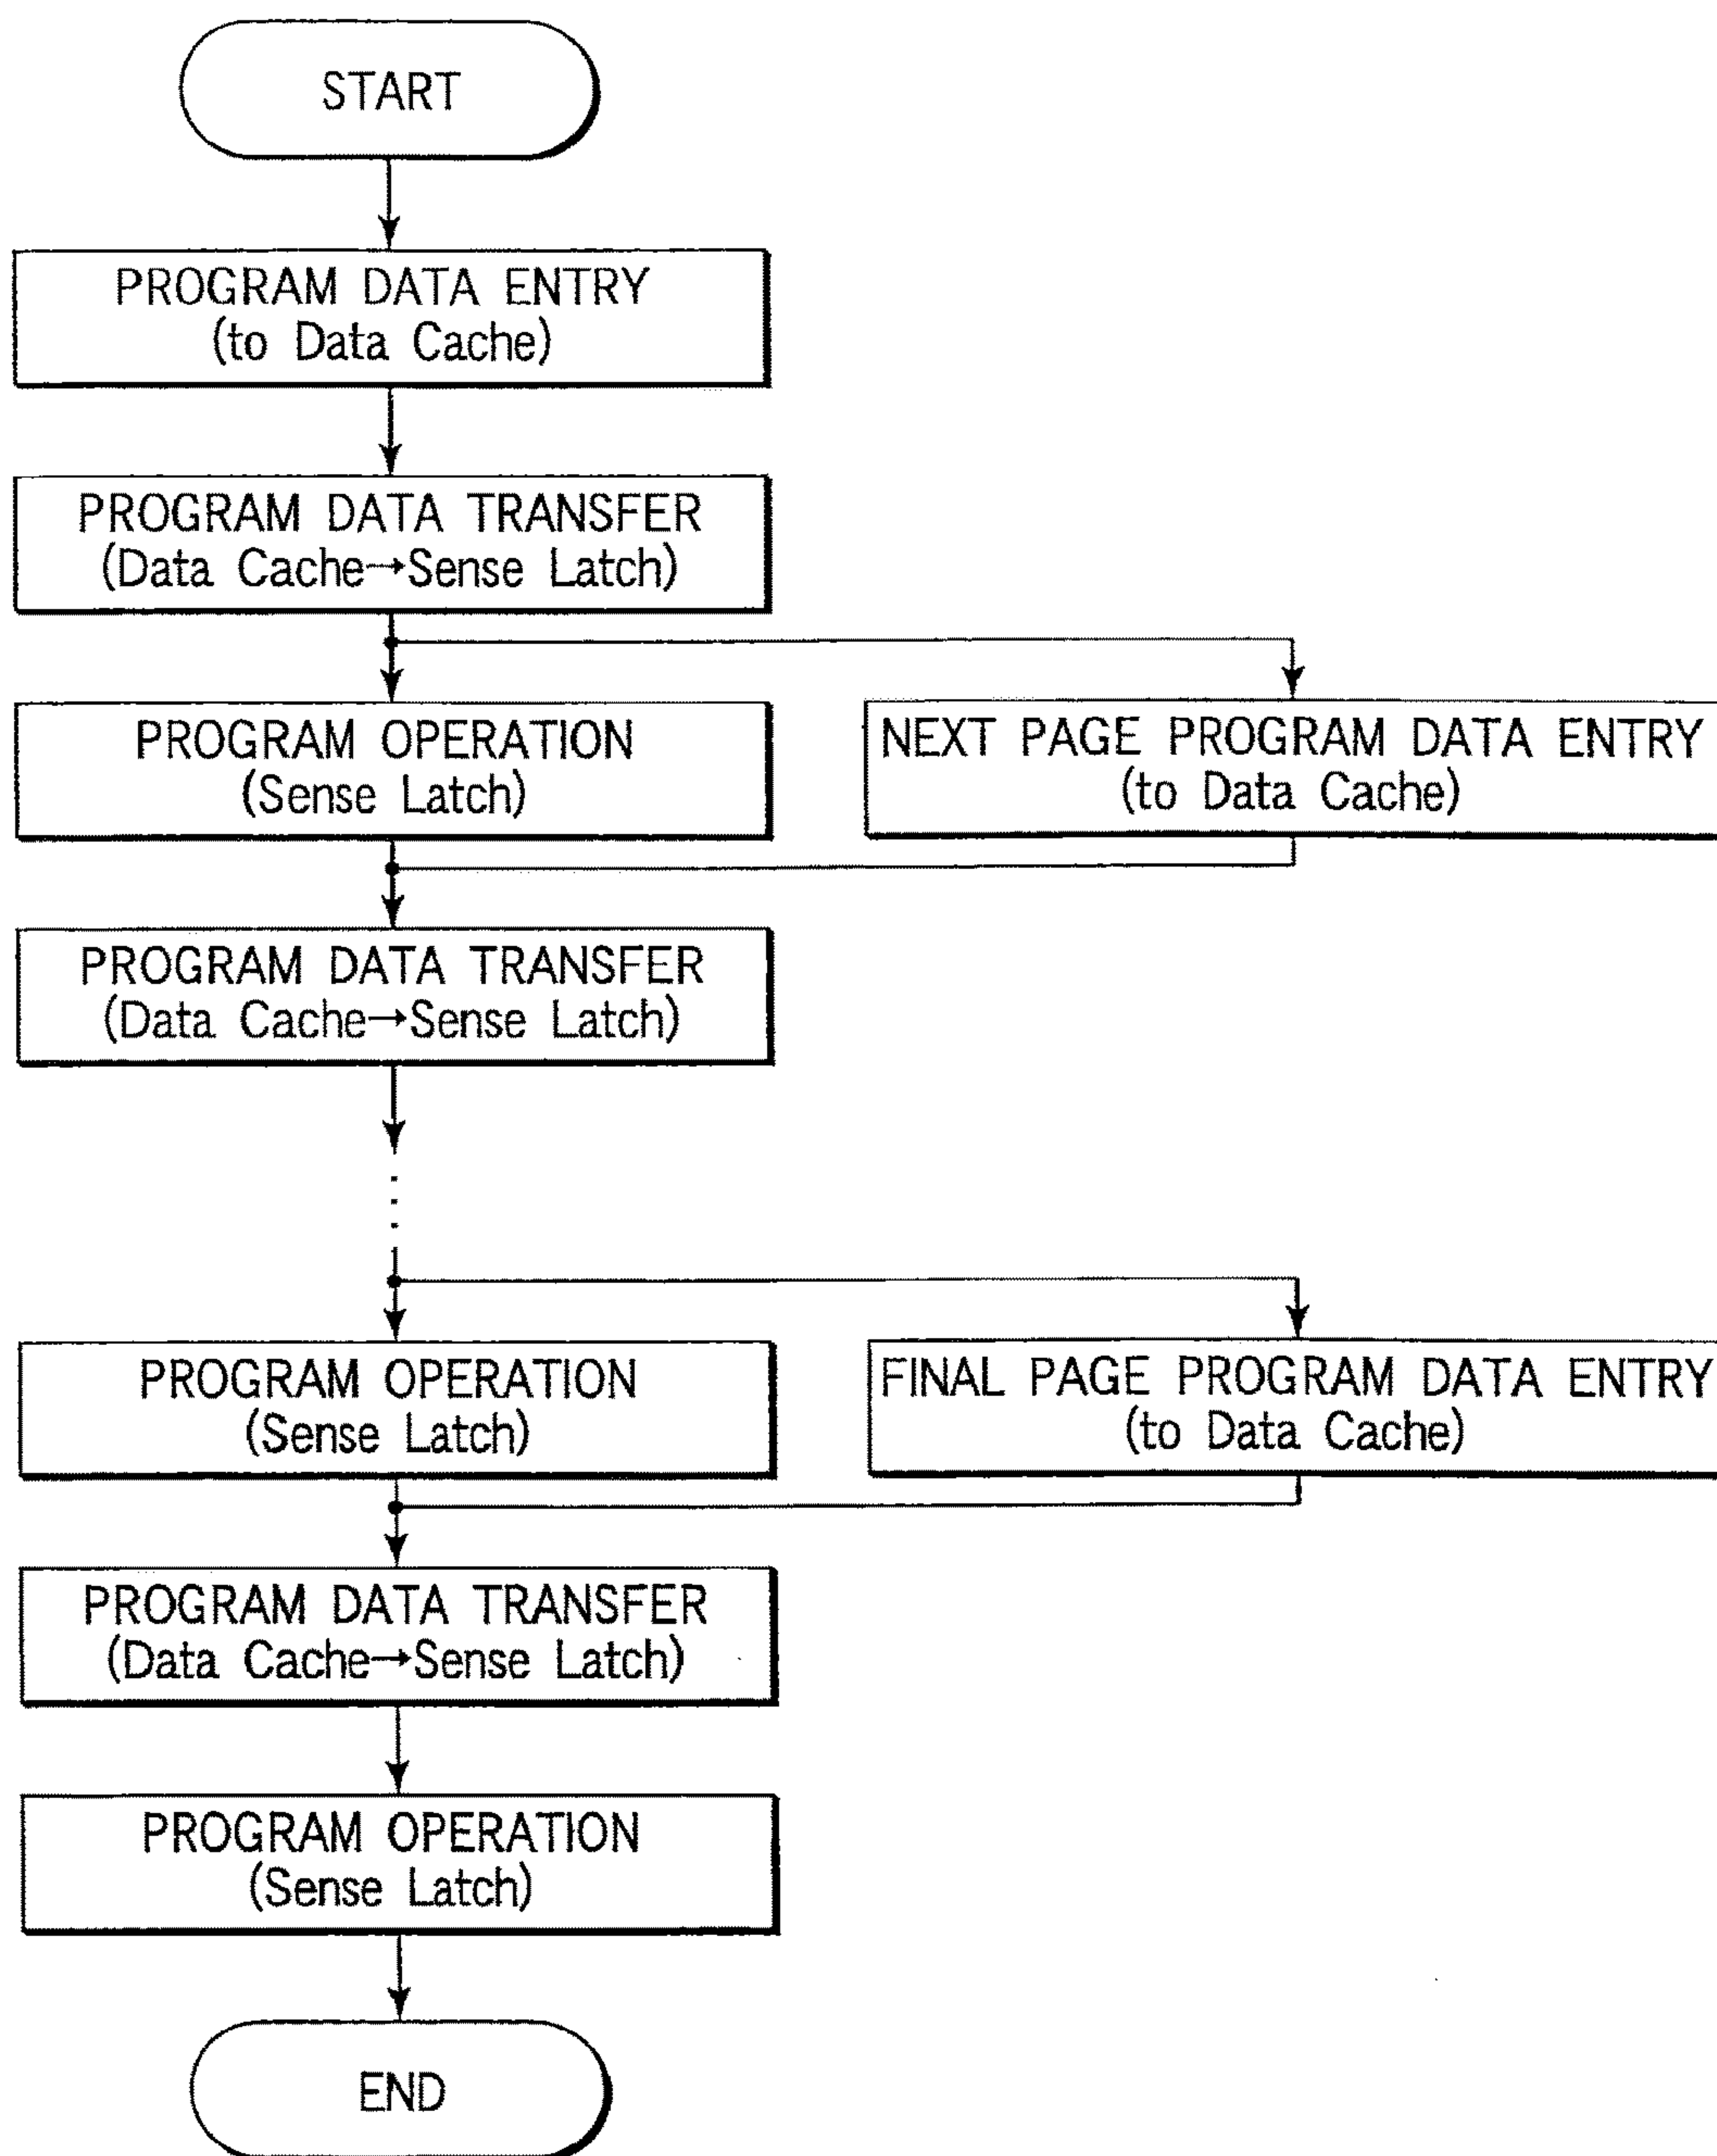 START
PROGRAM DATA ENTRY
(to Data Cache)
PROGRAM DATA TRANSFER
(Data Cache→Sense Latch)
PROGRAM OPERATION
(Sense Latch)
NEXT PAGE PROGRAM DATA ENTRY
(to Data Cache)
PROGRAM DATA TRANSFER
(Data Cache→Sense Latch)
PROGRAM OPERATION
(Sense Latch)
FINAL PAGE PROGRAM DATA ENTRY
(to Data Cache)
PROGRAM DATA TRANSFER
(Data Cache→Sense Latch)
PROGRAM OPERATION
(Sense Latch)
END